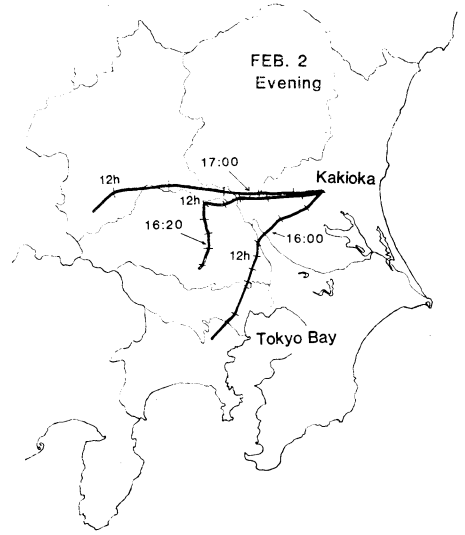 FEB. 2
Evening
17:00
Kakioka
12h
12h
16:20
16:00
12h
Tokyo Bay